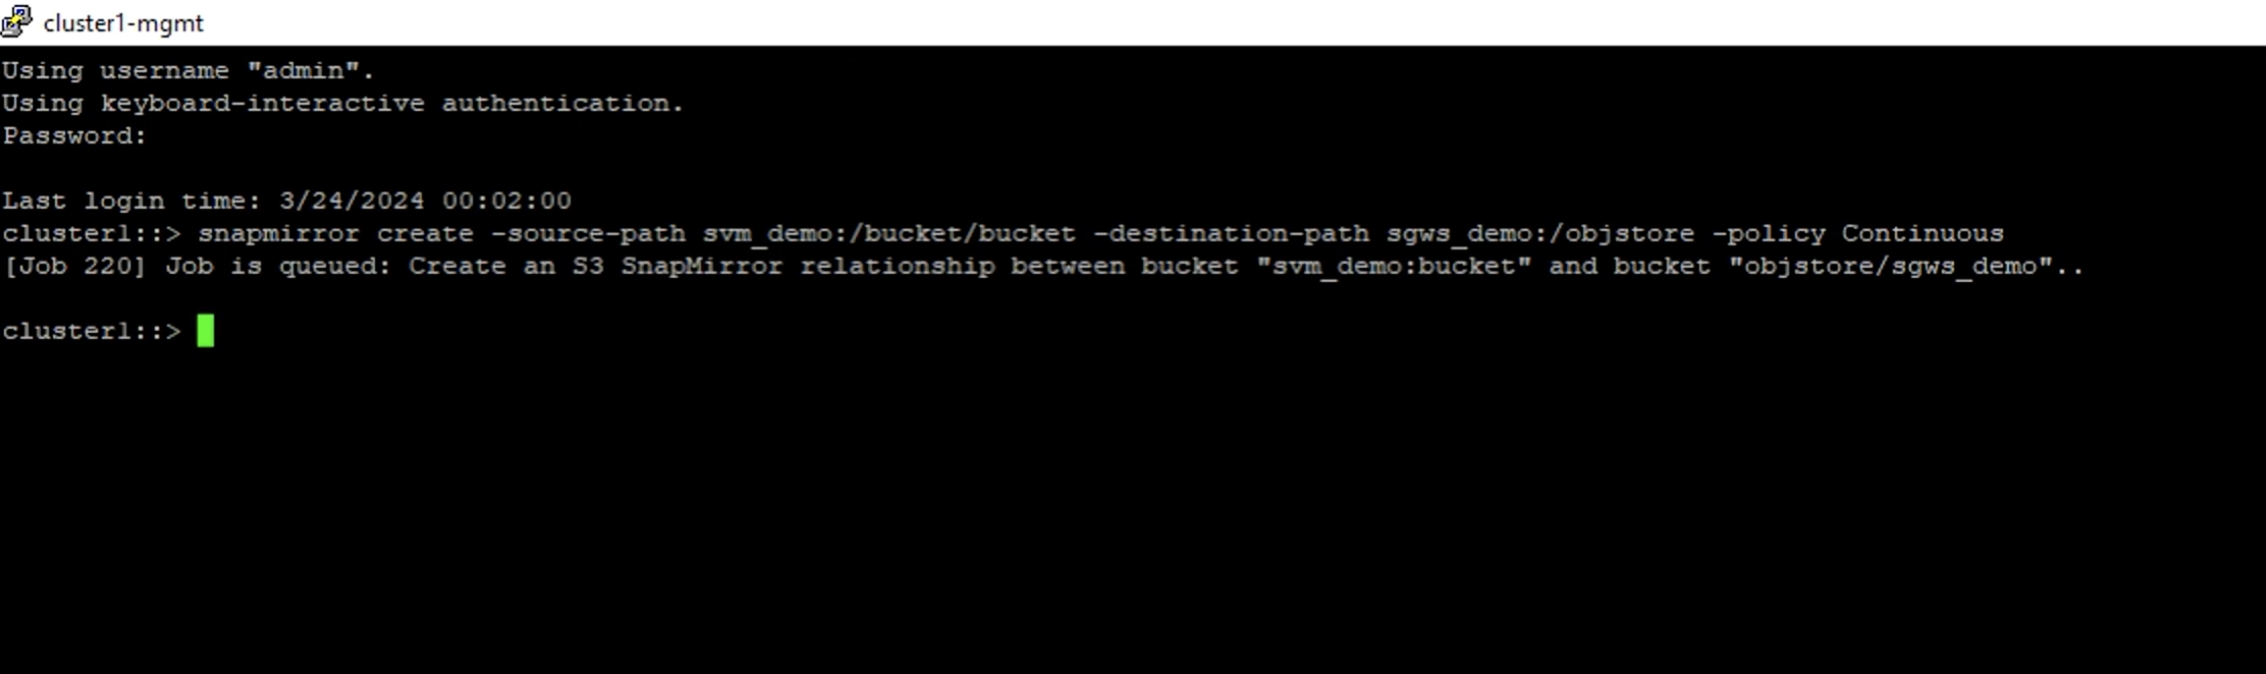 cluster1-mgmt
Using username "admin".
Using keyboard-interactive authentication.
Password:
Last login time: 3/24/2024 00:02:00
cluster1::> snapmirror create -source-path svm_demo:/bucket/bucket -destination-path sgws_demo:/objstore -policy Continuous
[Job 220] Job is queued: Create an S3 SnapMirror relationship between bucket "svm_demo:bucket" and bucket "objstore/sgws_demo"..
cluster1::>